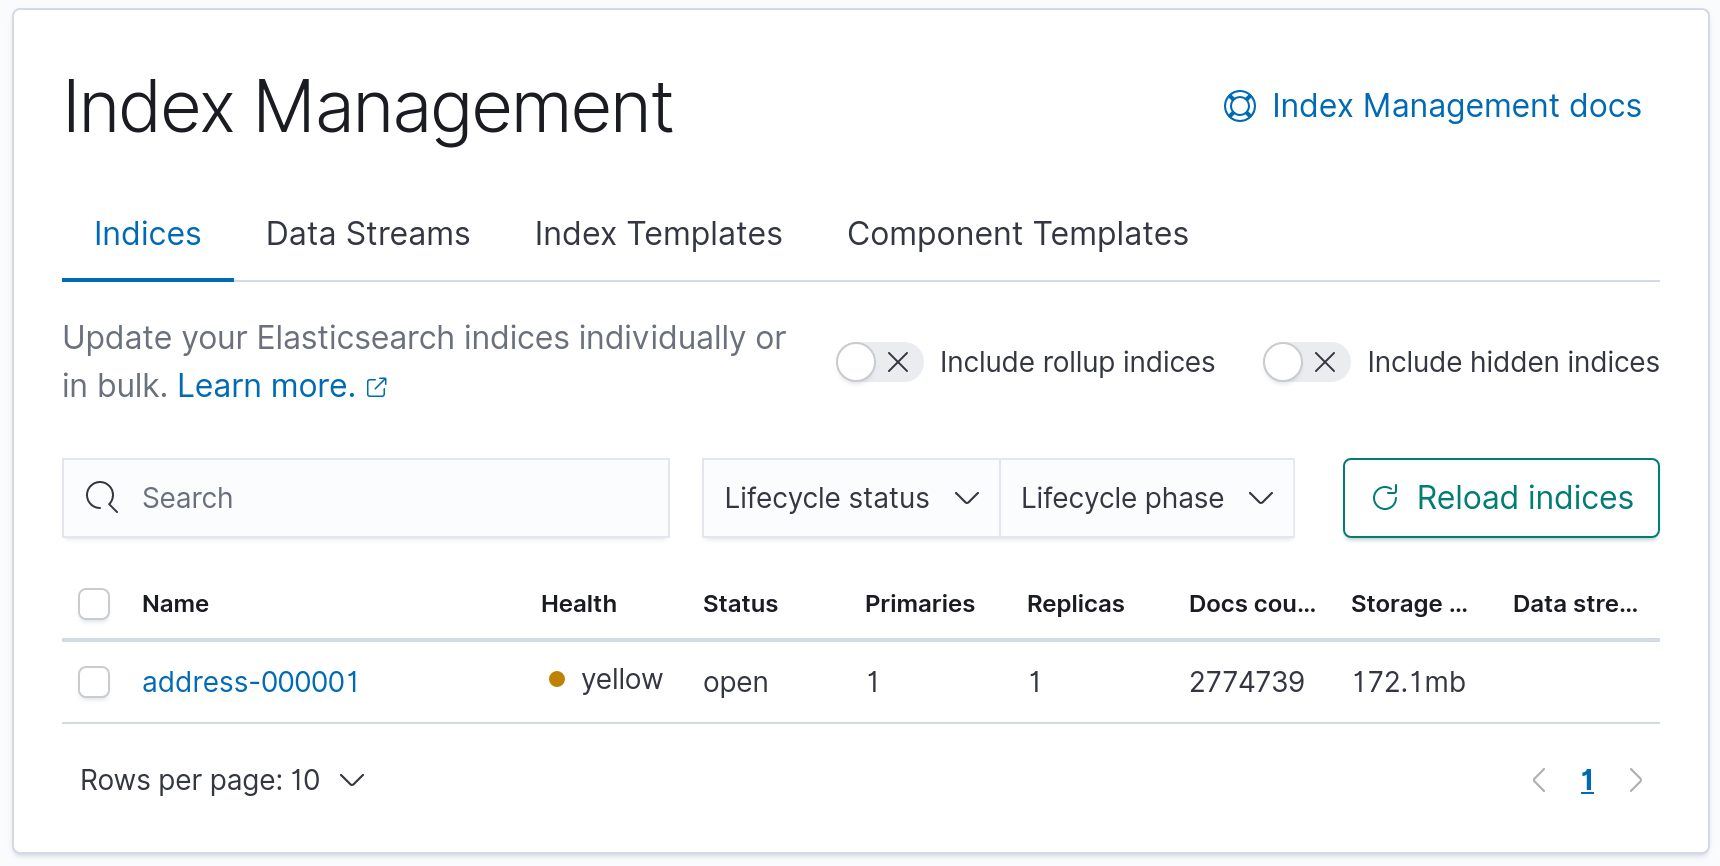 Index Management
Index Management docs
Indices Data Streams Index Templates Component Templates
Update your Elasticsearch indices individually or
in bulk. Learn more.
Include rollup indices Include hidden indices
Search Lifecycle status Lifecycle phase Reload indices
Name Health Status Primaries Replicas Docs cou... Storage ... Data stre...
address-000001 yellow open 1 1 2774739 172.1mb
Rows per page: 10 1